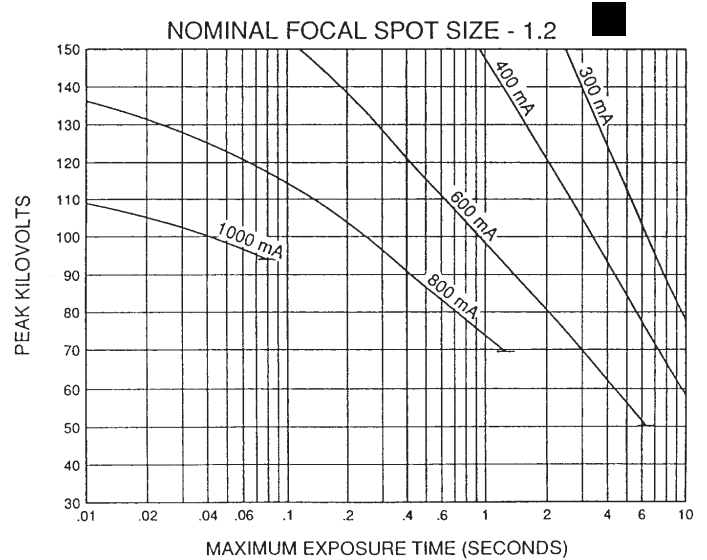 NOMINAL FOCAL SPOT SIZE - 1.2
150
140
130
120
110
100
90
80
70
60
50
40
30
PEAK KILOVOLTS
400 mA
300 mA
600 mA
1000 mA
800 mA
.01 .02 .04 .06 .1 .2 .4 .6 1 2 4 6 10
MAXIMUM EXPOSURE TIME (SECONDS)